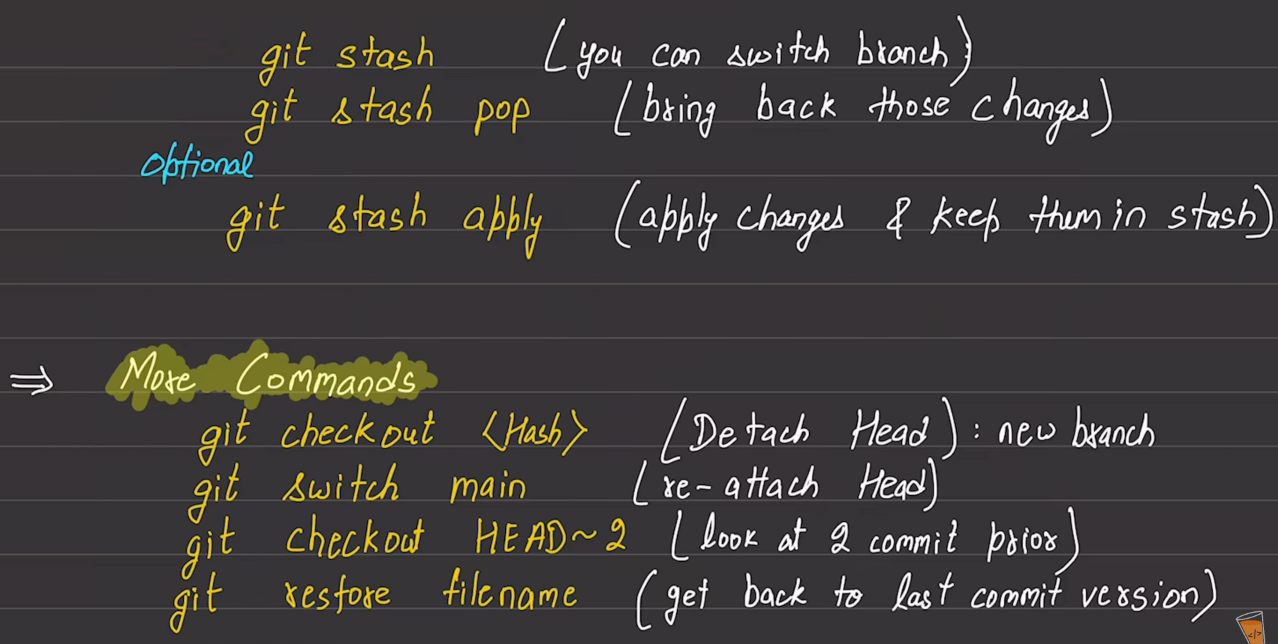 git stash (you can switch branch)
git stash pop (bring back those changes)
optional
git stash apply (apply changes & keep them in stash)
⇒ More Commands
git checkout <Hash> (Detach Head) : new branch
git switch main (re-attach Head)
git checkout HEAD~2 (look at 2 commit prior)
git restore filename (get back to last commit version)
</>